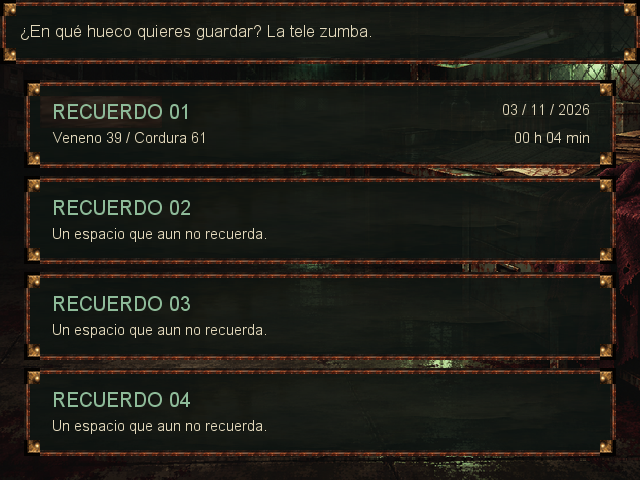 ¿En qué hueco quieres guardar? La tele zumba.
RECUERDO 01
03 / 11 / 2026
Veneno 39 / Cordura 61
00 h 04 min
RECUERDO 02
Un espacio que aun no recuerda.
RECUERDO 03
Un espacio que aun no recuerda.
RECUERDO 04
Un espacio que aun no recuerda.